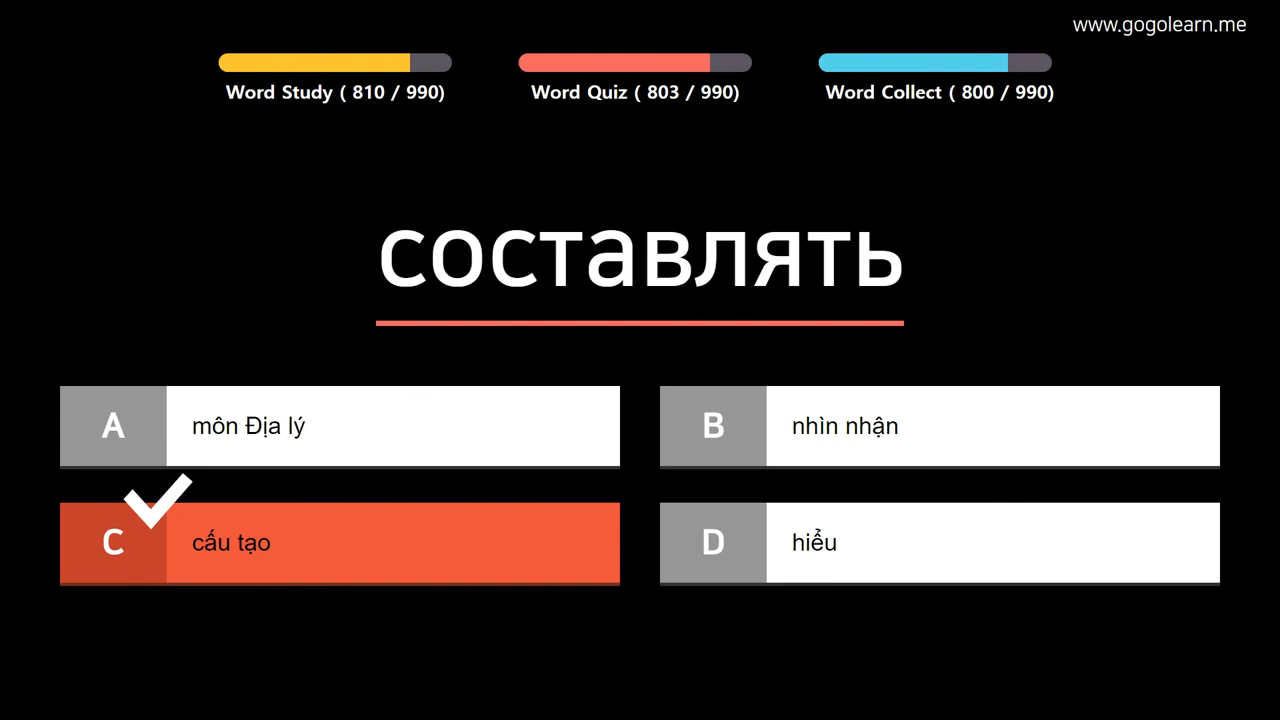 www.gogolearn.me
Word Study ( 810 / 990)
Word Quiz ( 803 / 990)
Word Collect ( 800 / 990)
составлять
A môn Địa lý
B nhìn nhận
C cấu tạo
D hiểu